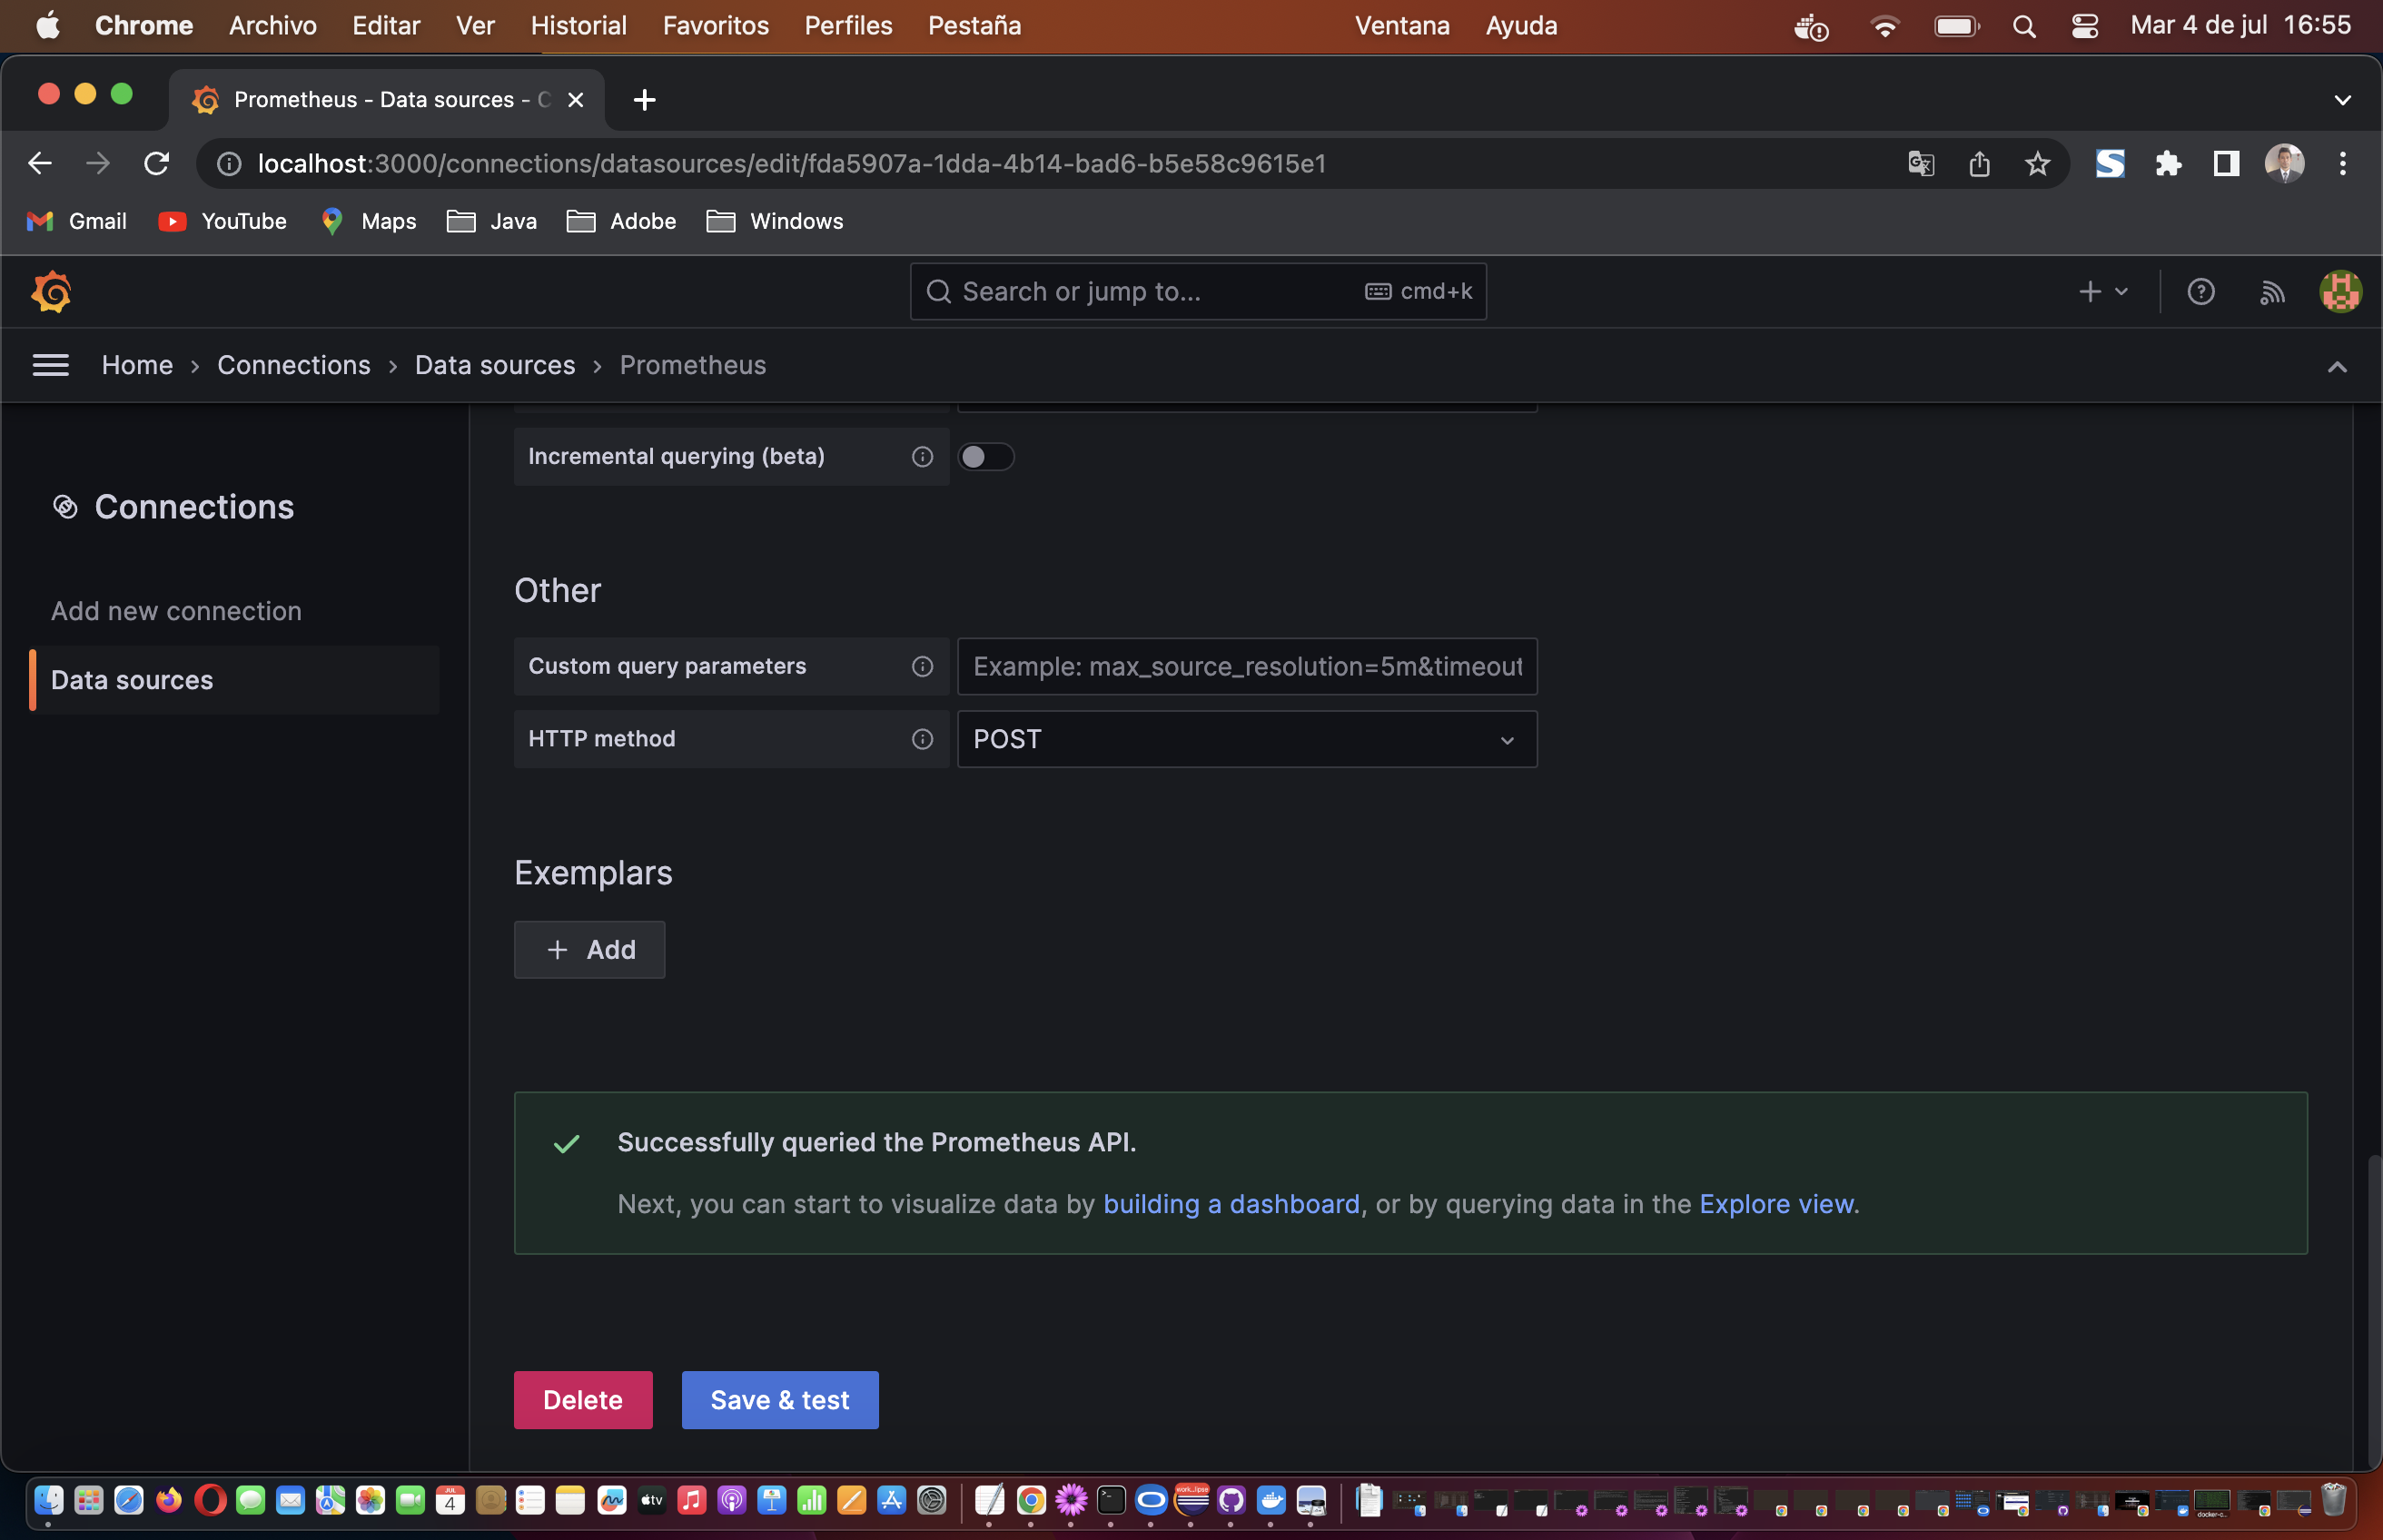 Chrome Archivo Editar Ver Historial Favoritos Perfiles Pestaña Ventana Ayuda Mar 4 de jul 16:55
Prometheus - Data sources -
localhost:3000/connections/datasources/edit/fda5907a-1dda-4b14-bad6-b5e58c9615e1
Gmail YouTube Maps Java Adobe Windows
Search or jump to... cmd+k
Home › Connections › Data sources › Prometheus
Incremental querying (beta)
Connections
Add new connection
Data sources
Other
Custom query parameters Example: max_source_resolution=5m&timeout
HTTP method POST
Exemplars
+ Add
Successfully queried the Prometheus API.
Next, you can start to visualize data by building a dashboard, or by querying data in the Explore view.
Delete Save & test
JUL
4
tv